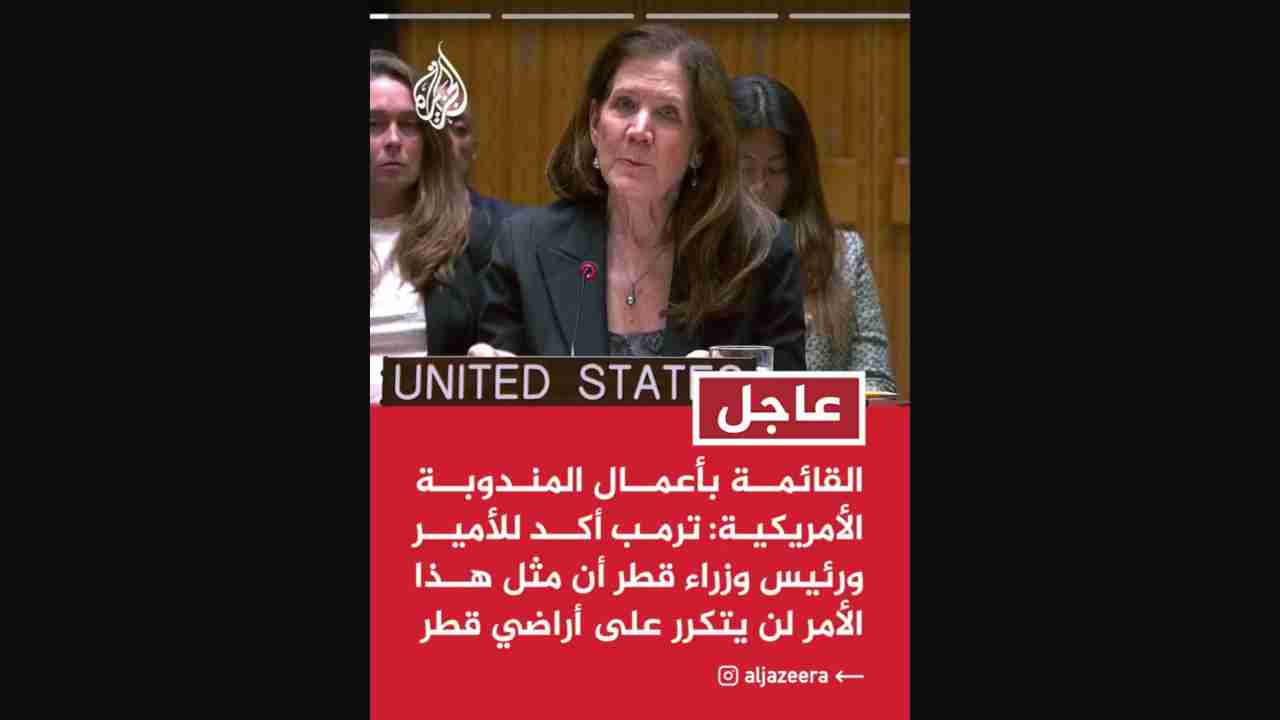 الجزيرة
UNITED STATES
عاجل
القائمة بأعمال المندوبة
الأمريكية: ترمب أكد للأمير
ورئيس وزراء قطر أن مثل هذا
الأمر لن يتكرر على أراضي قطر
aljazeera